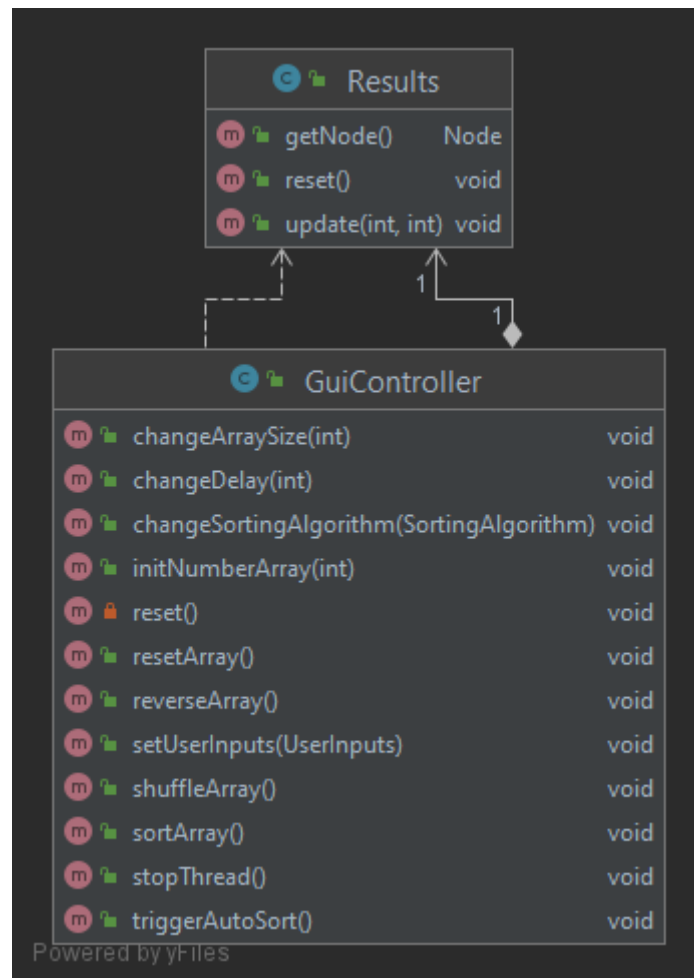 Results
getNode() Node
reset() void
update(int, int) void
1
1
GuiController
changeArraySize(int) void
changeDelay(int) void
changeSortingAlgorithm(SortingAlgorithm) void
initNumberArray(int) void
reset() void
resetArray() void
reverseArray() void
setUserInputs(UserInputs) void
shuffleArray() void
sortArray() void
stopThread() void
triggerAutoSort() void
Powered by yFiles